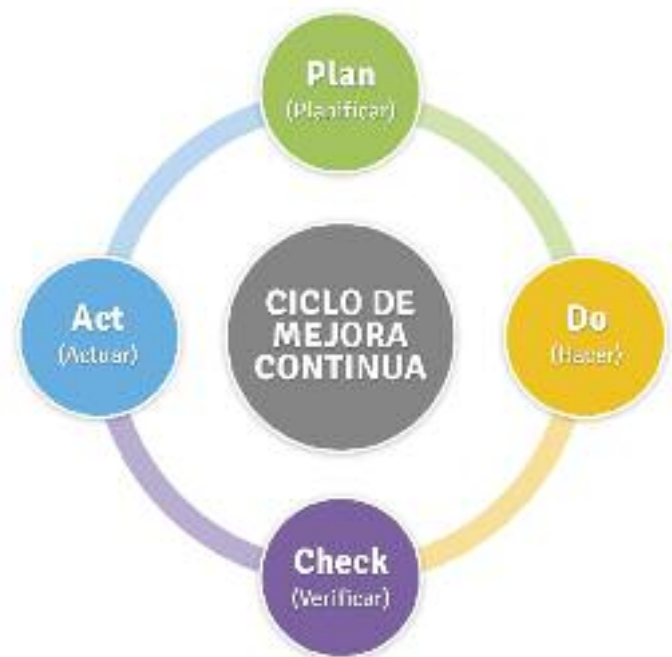 Plan
(Planificar)
Act
(Actuar)
CICLO DE
MEJORA
CONTINUA
Do
(Hacer)
Check
(Verificar)